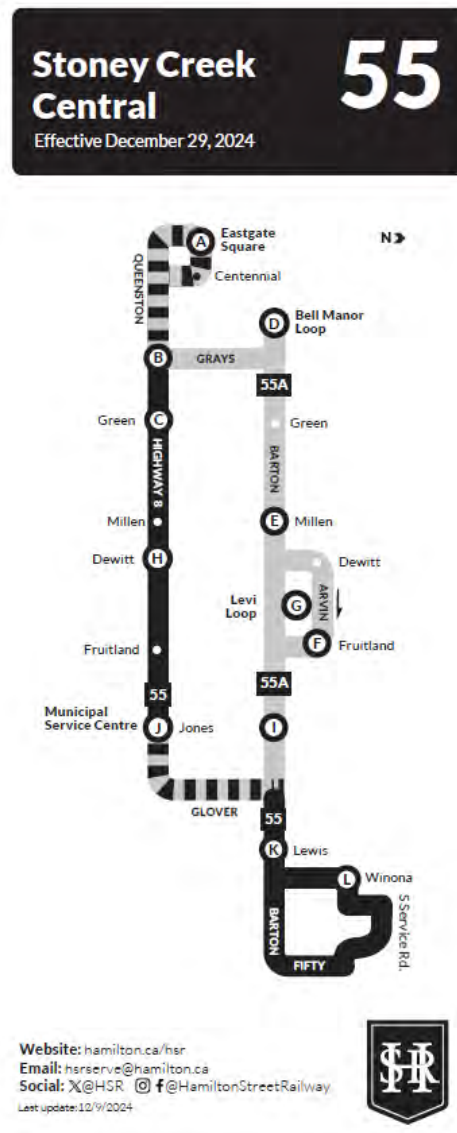 Stoney Creek
Central
55
Effective December 29, 2024
N
A
Eastgate
Square
Centennial
QUEENSTON
D
Bell Manor
Loop
B
GRAYS
55A
Green
C
Green
HIGHWAY 8
BARTON
Millen
E
Millen
Dewitt
H
Dewitt
Levi
Loop
G
ARVIN
F
Fruitland
Fruitland
55
55A
Municipal
Service Centre
J
Jones
I
GLOVER
55
K
Lewis
L
Winona
S Service Rd.
BARTON
FIFTY
Website: hamilton.ca/hsr
Email: hsrserve@hamilton.ca
Social: X@HSR f@HamiltonStreetRailway
Last update:12/9/2024
HSR